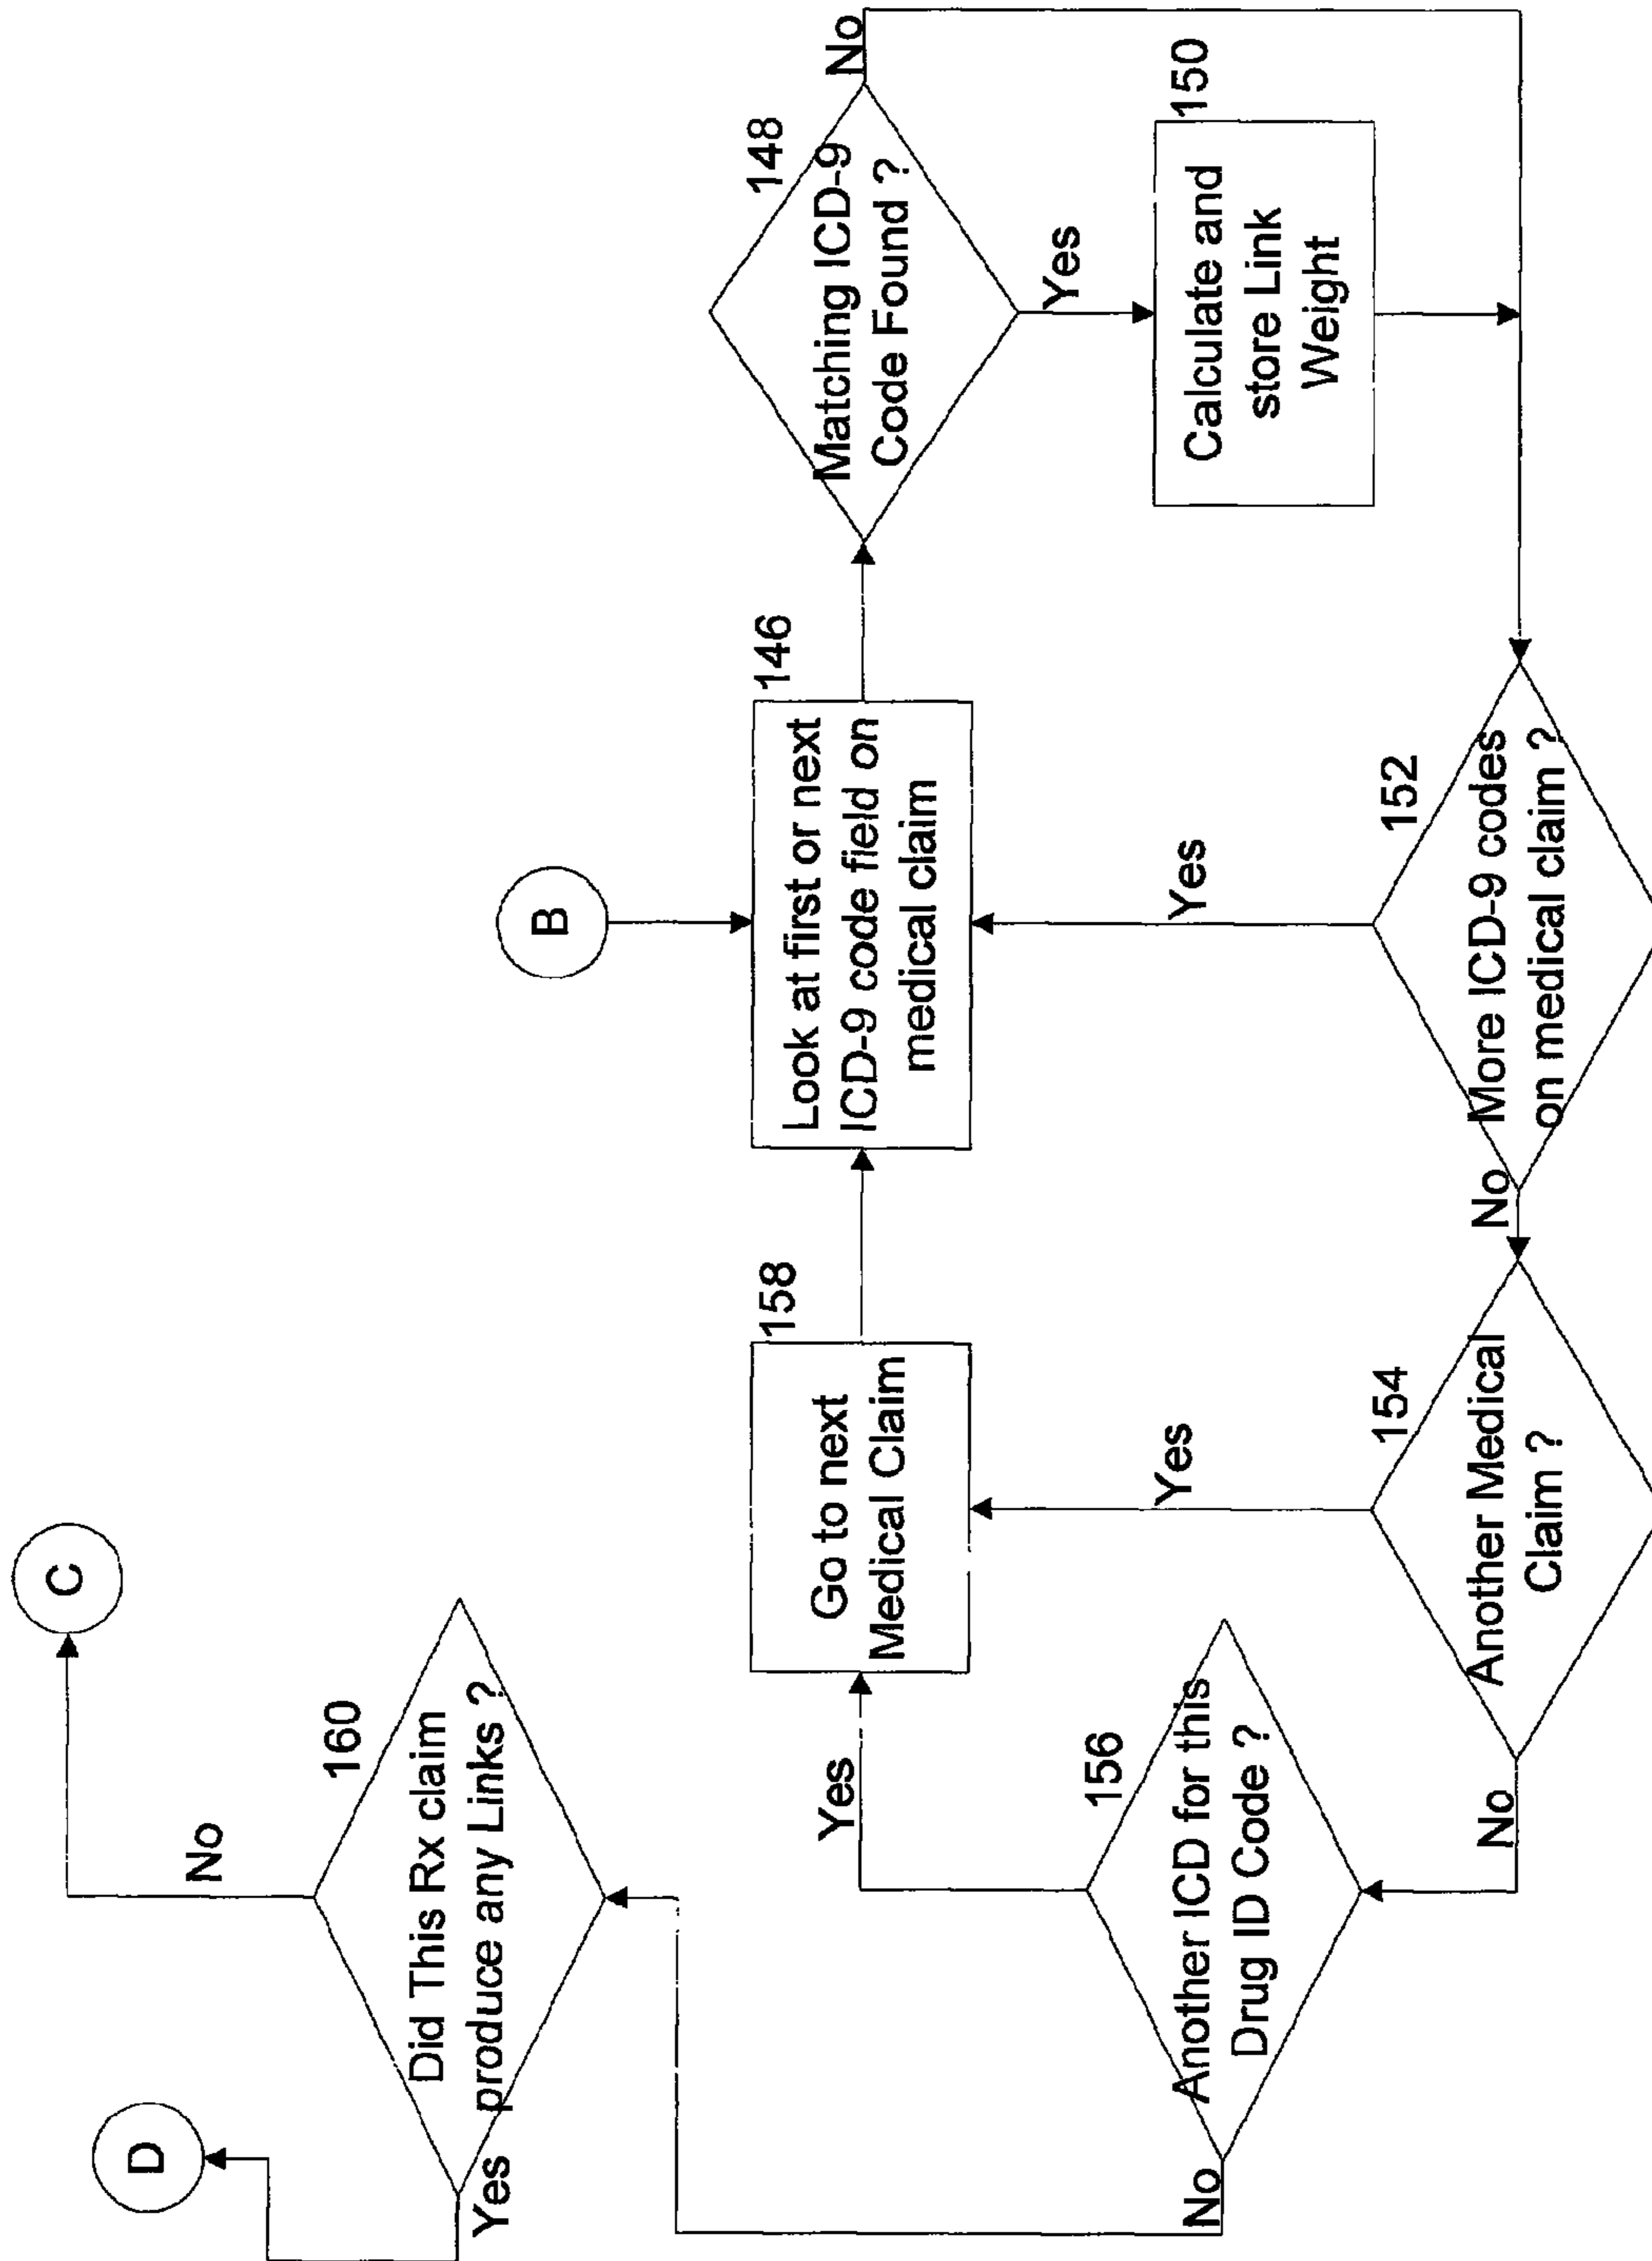 B
146
Look at first or next
ICD-9 code field on
medical claim
148
Matching ICD-9
Code Found ?
No
Yes
150
Calculate and
store Link
Weight
152
More ICD-9 codes
on medical claim ?
Yes
No
154
Another Medical
Claim ?
Yes
No
158
Go to next
Medical Claim
156
Another ICD for this
Drug ID Code ?
Yes
No
160
Did This Rx claim
produce any Links ?
No
Yes
C
D